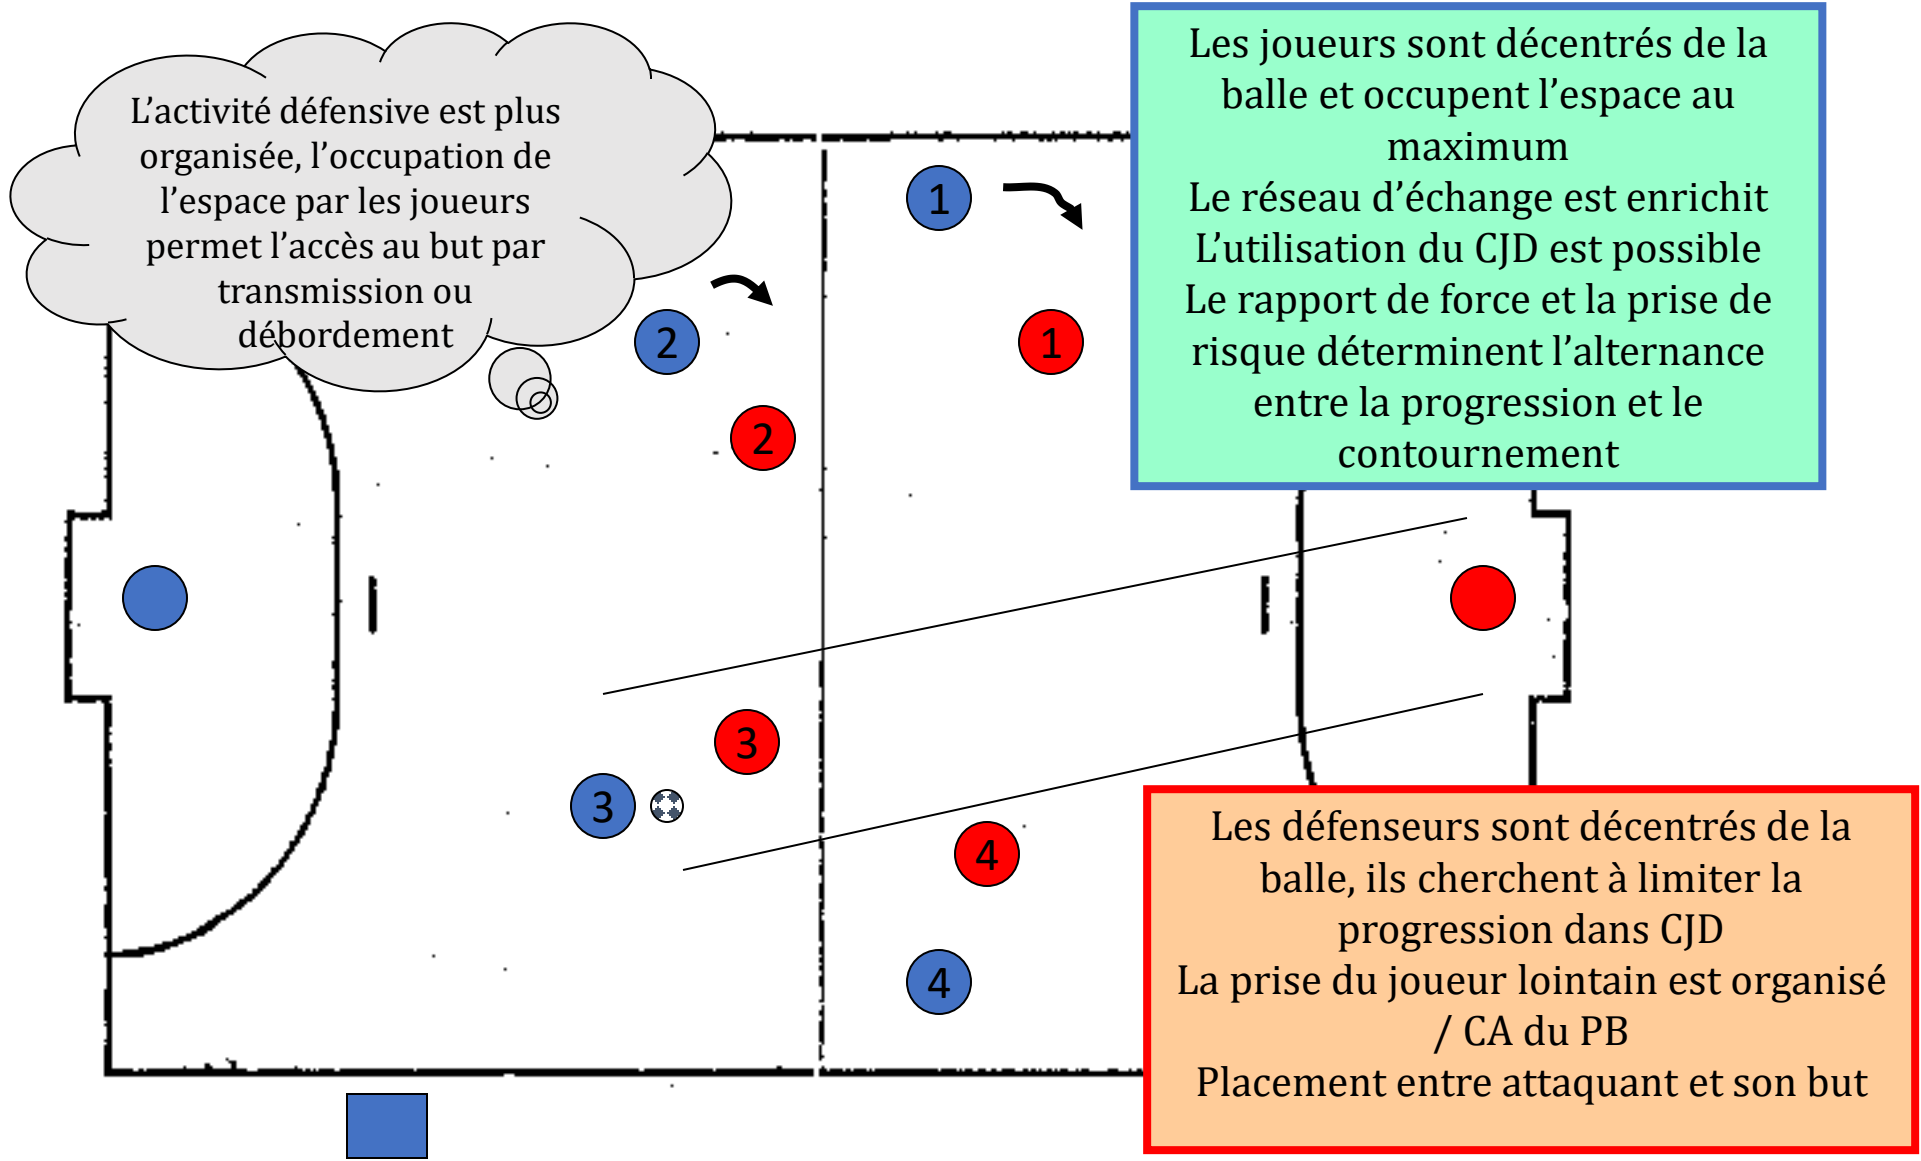 L’activité défensive est plus
organisée, l’occupation de
l’espace par les joueurs
permet l’accès au but par
transmission ou
débordement
Les joueurs sont décentrés de la
balle et occupent l’espace au
maximum
Le réseau d’échange est enrichit
L’utilisation du CJD est possible
Le rapport de force et la prise de
risque déterminent l’alternance
entre la progression et le
contournement
1
2
1
2
3
3
4
4
Les défenseurs sont décentrés de la
balle, ils cherchent à limiter la
progression dans CJD
La prise du joueur lointain est organisé
/ CA du PB
Placement entre attaquant et son but